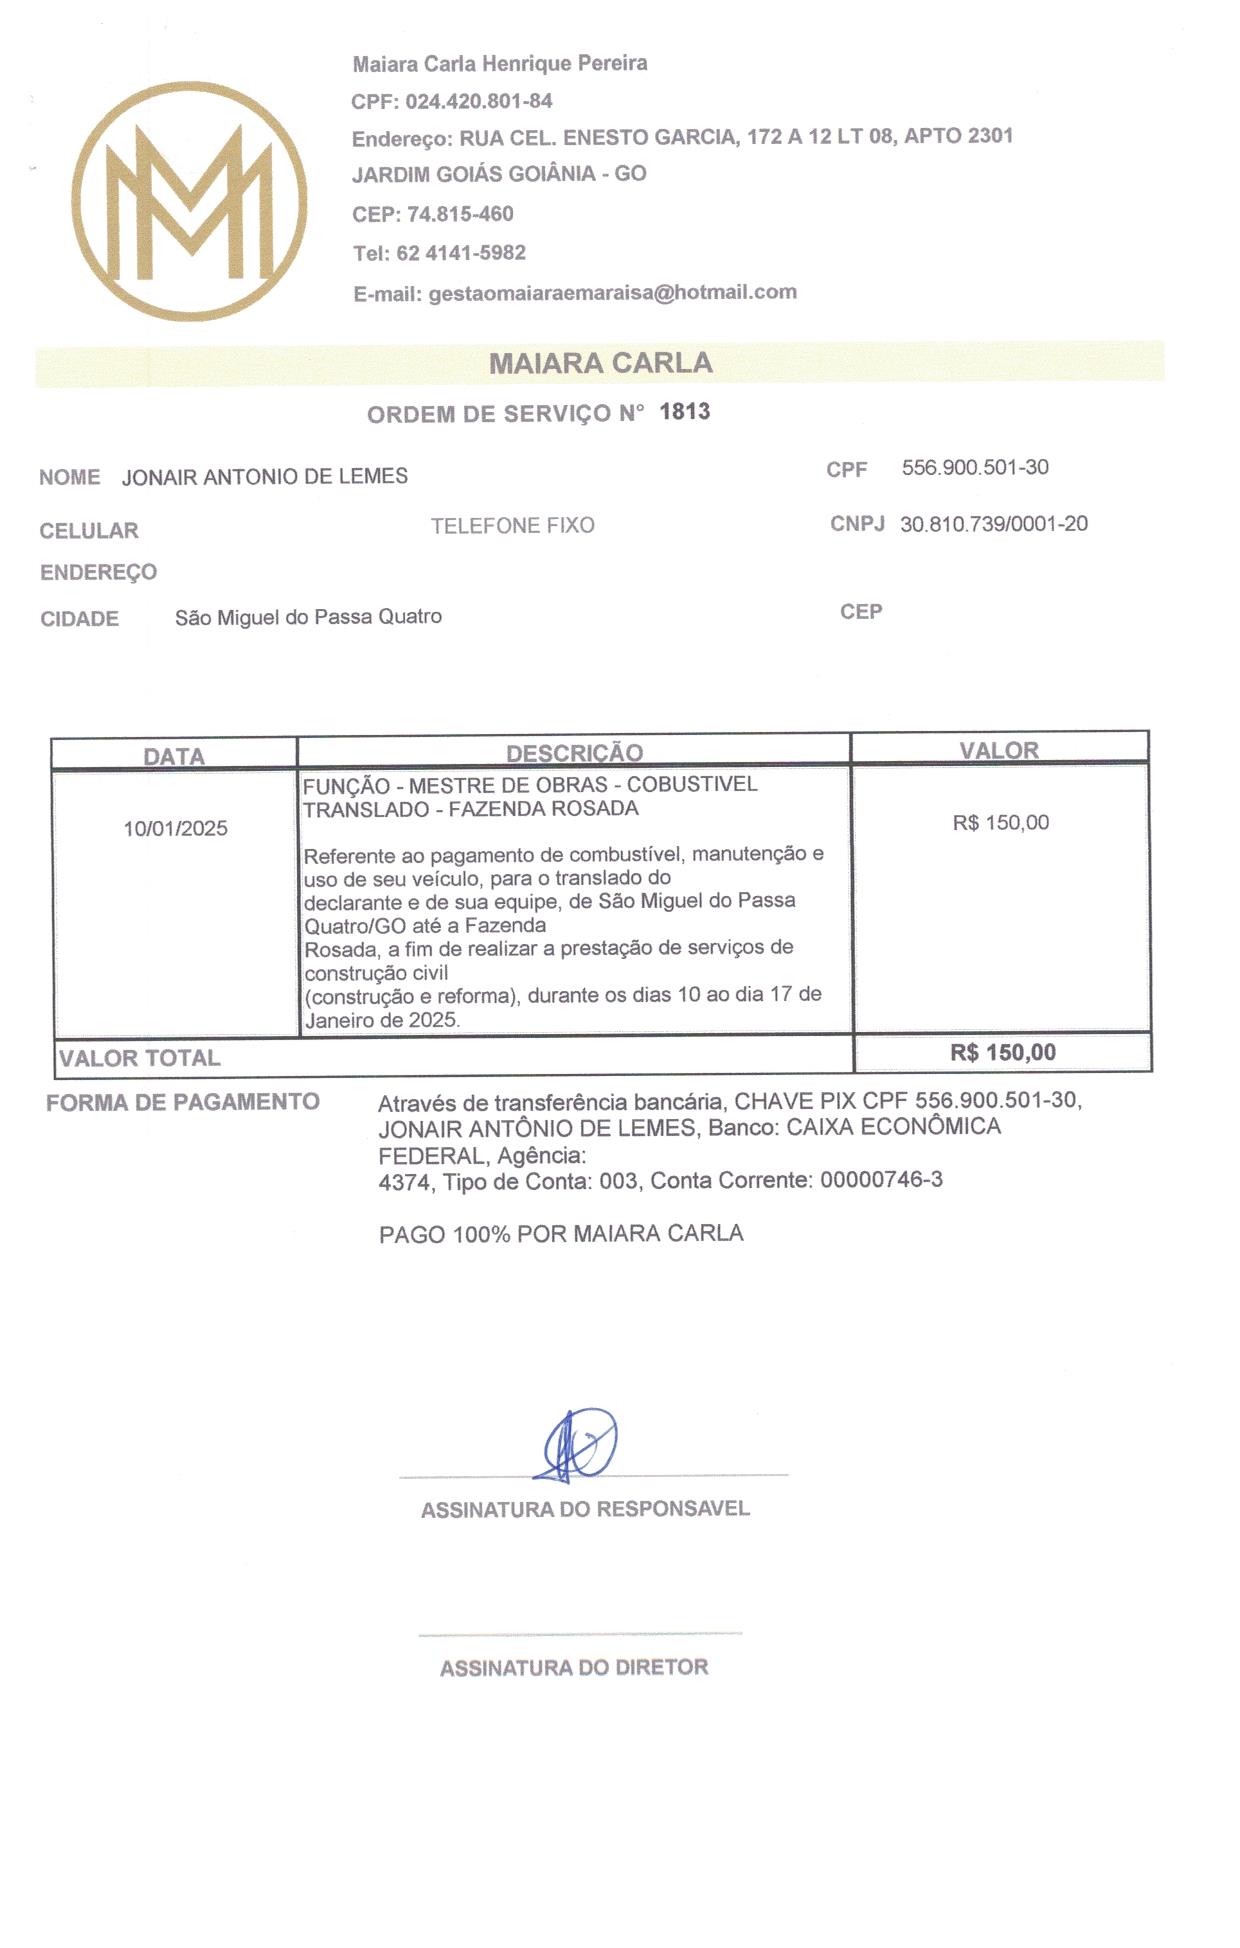 Maiara Carla Henrique Pereira
CPF: 024.420.801-84
Endereço: RUA CEL. ENESTO GARCIA, 172 A 12 LT 08, APTO 2301
JARDIM GOIÁS GOIÂNIA - GO
CEP: 74.815-460
Tel: 62 4141-5982
E-mail: gestaomaiaraemaraisa@hotmail.com
MAIARA CARLA
ORDEM DE SERVIÇO N° 1813
NOME JONAIR ANTONIO DE LEMES CPF 556.900.501-30
CELULAR TELEFONE FIXO CNPJ 30.810.739/0001-20
ENDEREÇO
CIDADE São Miguel do Passa Quatro CEP
DATA DESCRIÇÃO VALOR
FUNÇÃO - MESTRE DE OBRAS - COBUSTIVEL
TRANSLADO - FAZENDA ROSADA
10/01/2025 R$ 150,00
Referente ao pagamento de combustível, manutenção e
uso de seu veículo, para o translado do
declarante e de sua equipe, de São Miguel do Passa
Quatro/GO até a Fazenda
Rosada, a fim de realizar a prestação de serviços de
construção civil
(construção e reforma), durante os dias 10 ao dia 17 de
Janeiro de 2025.
VALOR TOTAL R$ 150,00
FORMA DE PAGAMENTO Através de transferência bancária, CHAVE PIX CPF 556.900.501-30,
JONAIR ANTÔNIO DE LEMES, Banco: CAIXA ECONÔMICA
FEDERAL, Agência:
4374, Tipo de Conta: 003, Conta Corrente: 00000746-3
PAGO 100% POR MAIARA CARLA
ASSINATURA DO RESPONSAVEL
ASSINATURA DO DIRETOR